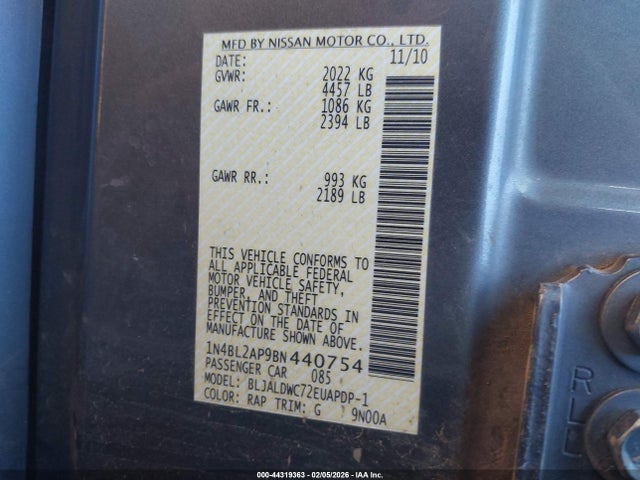 MFD BY NISSAN MOTOR CO., LTD.
DATE: 11/10
GVWR: 2022 KG
4457 LB
GAWR FR.: 1086 KG
2394 LB
GAWR RR.: 993 KG
2189 LB
THIS VEHICLE CONFORMS TO
ALL APPLICABLE FEDERAL
MOTOR VEHICLE SAFETY,
BUMPER, AND THEFT
PREVENTION STANDARDS IN
EFFECT ON THE DATE OF
MANUFACTURE SHOWN ABOVE.
1N4BL2AP9BN440754
PASSENGER CAR 085
MODEL: BLJALDWC72EUAPDP-1
COLOR: RAP TRIM: G 9N00A
000-44319363 - 02/05/2026 - IAA Inc.